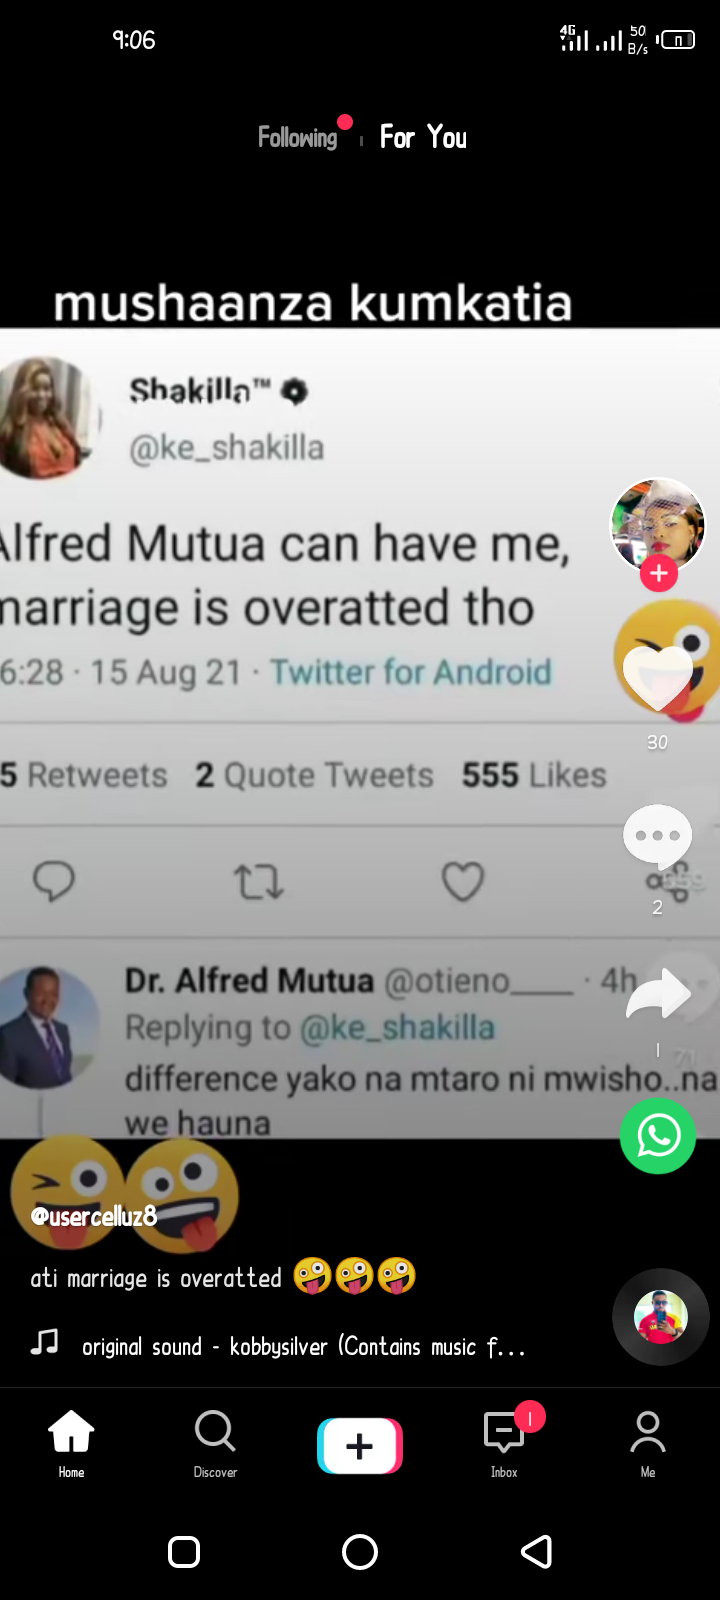 9:06
4G
50
B/s
Following
For You
mushaanza kumkatia
Shakilla™
@ke_shakilla
Alfred Mutua can have me,
marriage is overatted tho
6:28 · 15 Aug 21 · Twitter for Android
5 Retweets 2 Quote Tweets 555 Likes
30
2
Dr. Alfred Mutua @otieno____ · 4h
Replying to @ke_shakilla
difference yako na mtaro ni mwisho..na
we hauna
1
71
@usercelluz8
ati marriage is overatted 🤪🤪🤪
original sound - kobbysilver (Contains music f...
1
Home
Discover
Inbox
Me